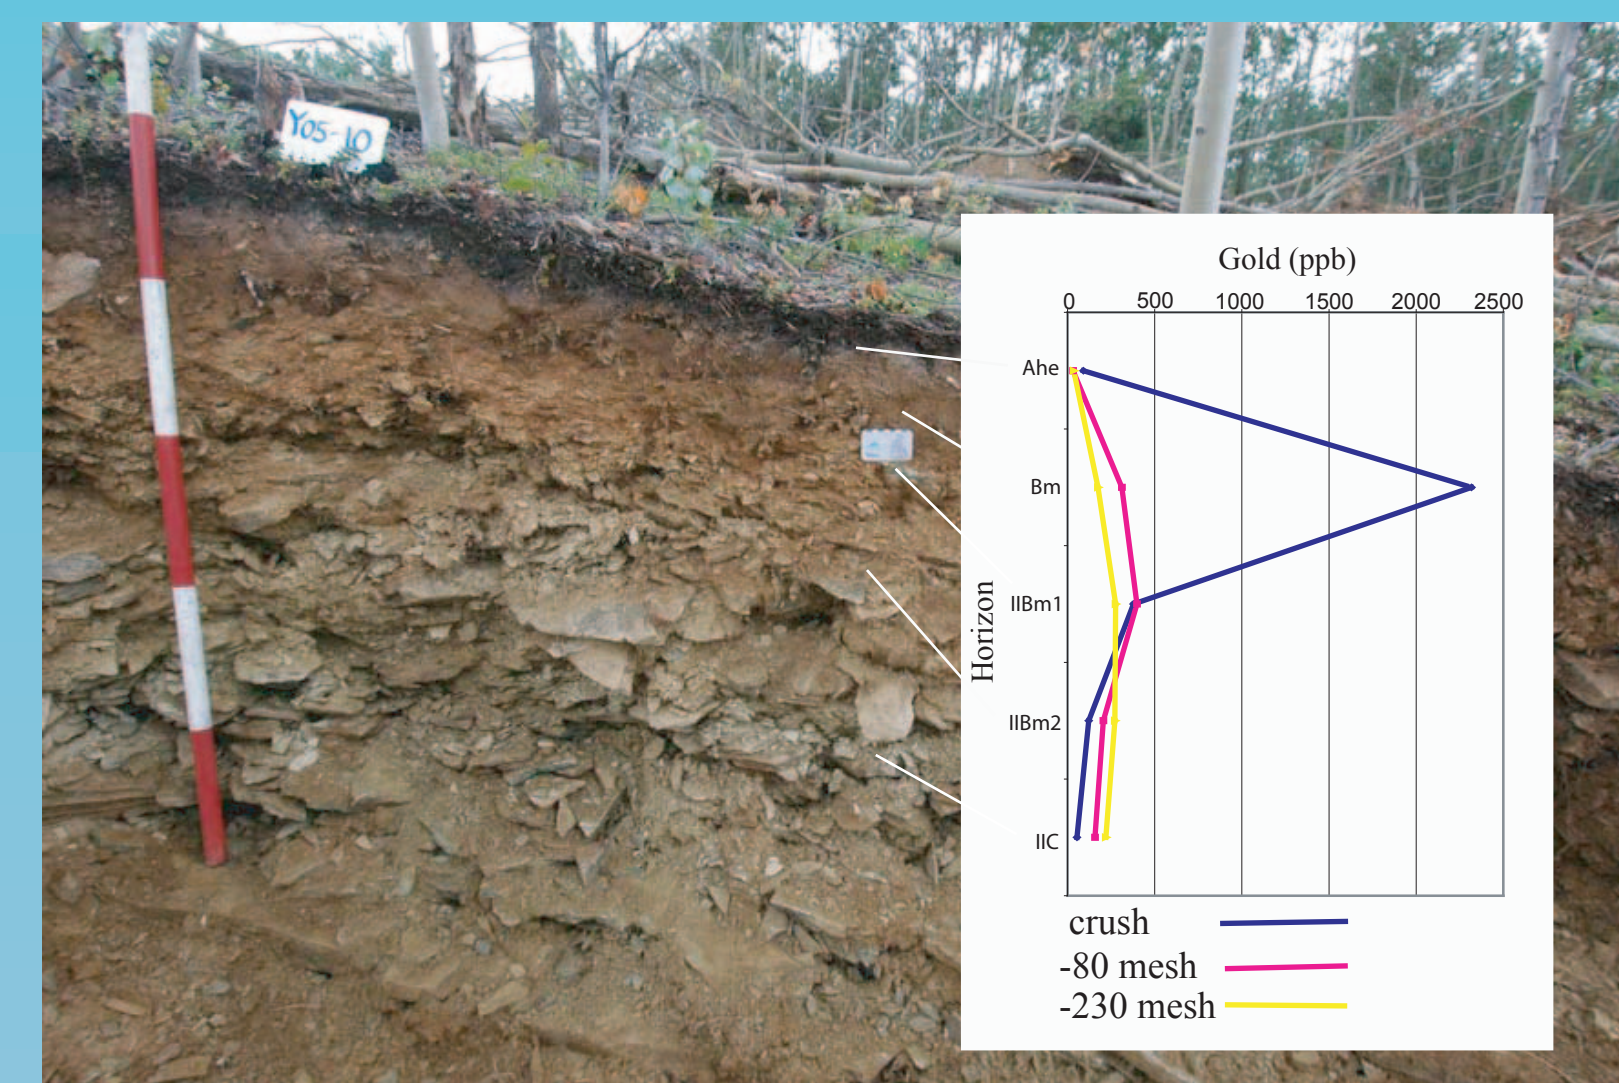 Y05-10
Gold (ppb)
0 500 1000 1500 2000 2500
Ahe
Bm
IIBm1
Horizon
IIBm2
IIC
crush
-80 mesh
-230 mesh